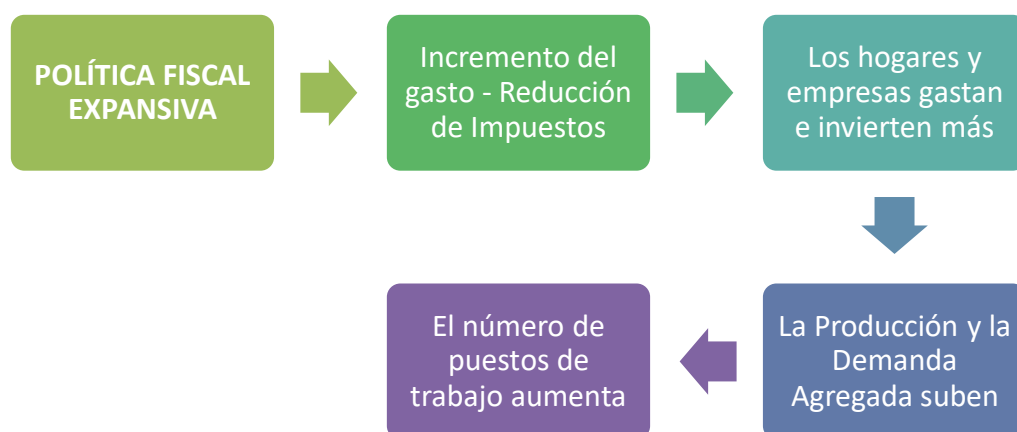 POLÍTICA FISCAL
EXPANSIVA
Incremento del
gasto - Reducción
de Impuestos
Los hogares y
empresas gastan
e invierten más
La Producción y la
Demanda
Agregada suben
El número de
puestos de
trabajo aumenta